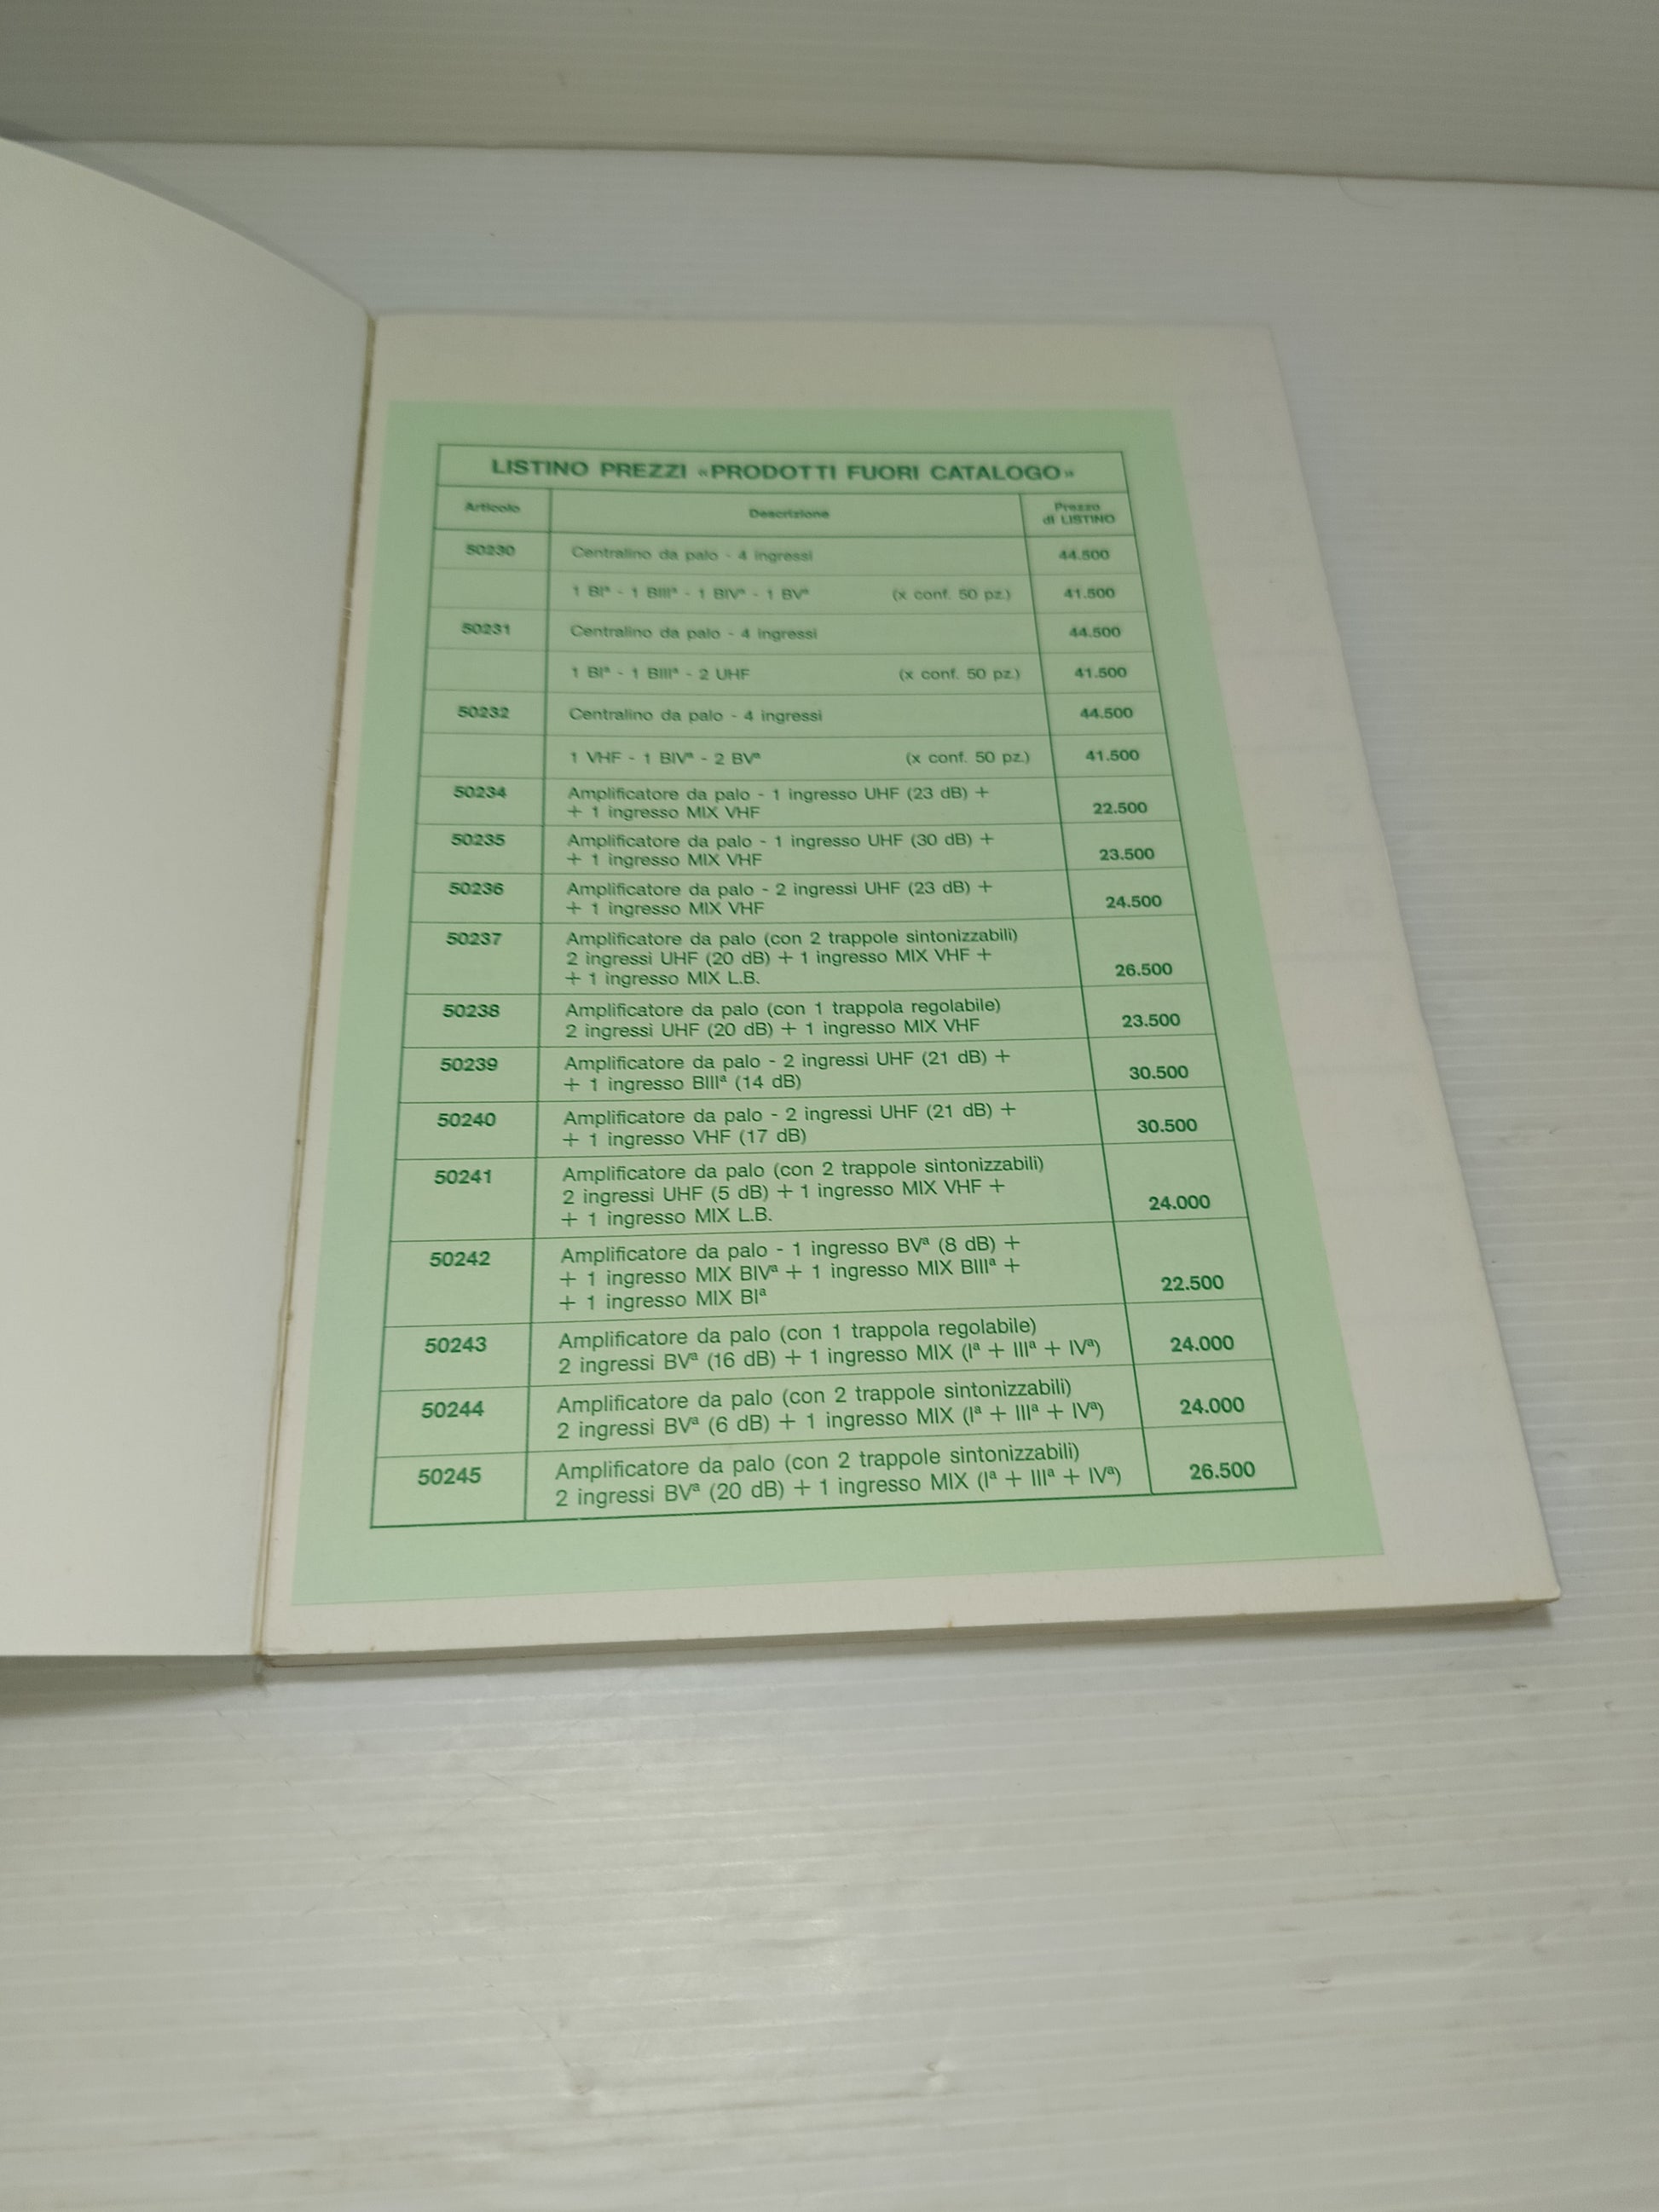 LISTINO PREZZI «PRODOTTI FUORI CATALOGO»
Articolo Descrizione Prezzo di LISTINO
50230 Centralino da palo - 4 ingressi 44.500
1 BIª - 1 BIIIª - 1 BIVª - 1 BVª (x conf. 50 pz.) 41.500
50231 Centralino da palo - 4 ingressi 44.500
1 BIª - 1 BIIIª - 2 UHF (x conf. 50 pz.) 41.500
50232 Centralino da palo - 4 ingressi 44.500
1 VHF - 1 BIVª - 2 BVª (x conf. 50 pz.) 41.500
50234 Amplificatore da palo - 1 ingresso UHF (23 dB) +
+ 1 ingresso MIX VHF 22.500
50235 Amplificatore da palo - 1 ingresso UHF (30 dB) +
+ 1 ingresso MIX VHF 23.500
50236 Amplificatore da palo - 2 ingressi UHF (23 dB) +
+ 1 ingresso MIX VHF 24.500
50237 Amplificatore da palo (con 2 trappole sintonizzabili)
2 ingressi UHF (20 dB) + 1 ingresso MIX VHF +
+ 1 ingresso MIX L.B. 26.500
50238 Amplificatore da palo (con 1 trappola regolabile)
2 ingressi UHF (20 dB) + 1 ingresso MIX VHF 23.500
50239 Amplificatore da palo - 2 ingressi UHF (21 dB) +
+ 1 ingresso BIIIª (14 dB) 30.500
50240 Amplificatore da palo - 2 ingressi UHF (21 dB) +
+ 1 ingresso VHF (17 dB) 30.500
50241 Amplificatore da palo (con 2 trappole sintonizzabili)
2 ingressi UHF (5 dB) + 1 ingresso MIX VHF +
+ 1 ingresso MIX L.B. 24.000
50242 Amplificatore da palo - 1 ingresso BVª (8 dB) +
+ 1 ingresso MIX BIVª + 1 ingresso MIX BIIIª +
+ 1 ingresso MIX BIª 22.500
50243 Amplificatore da palo (con 1 trappola regolabile)
2 ingressi BVª (16 dB) + 1 ingresso MIX (Iª + IIIª + IVª) 24.000
50244 Amplificatore da palo (con 2 trappole sintonizzabili)
2 ingressi BVª (6 dB) + 1 ingresso MIX (Iª + IIIª + IVª) 24.000
50245 Amplificatore da palo (con 2 trappole sintonizzabili)
2 ingressi BVª (20 dB) + 1 ingresso MIX (Iª + IIIª + IVª) 26.500